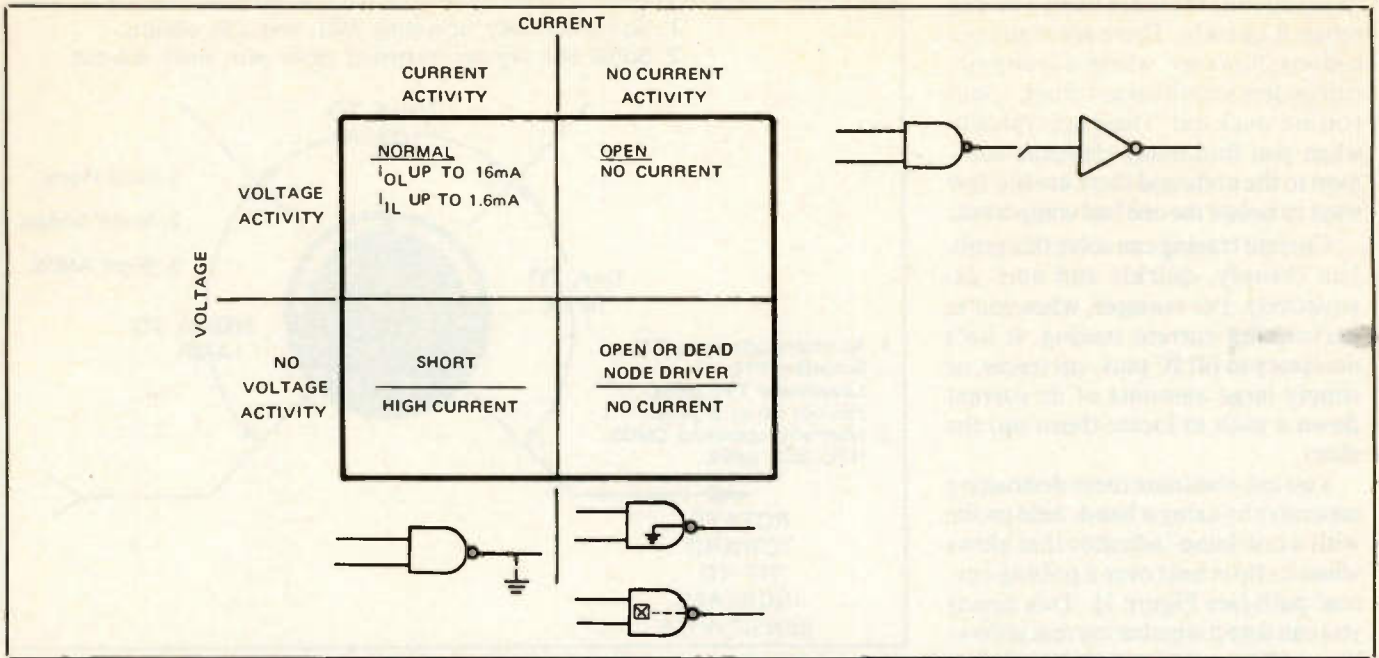 CURRENT
CURRENT
ACTIVITY
NO CURRENT
ACTIVITY
VOLTAGE
VOLTAGE
ACTIVITY
NORMAL
IOL UP TO 16mA
IIL UP TO 1.6mA
OPEN
NO CURRENT
NO
VOLTAGE
ACTIVITY
SHORT
HIGH CURRENT
OPEN OR DEAD
NODE DRIVER
NO CURRENT